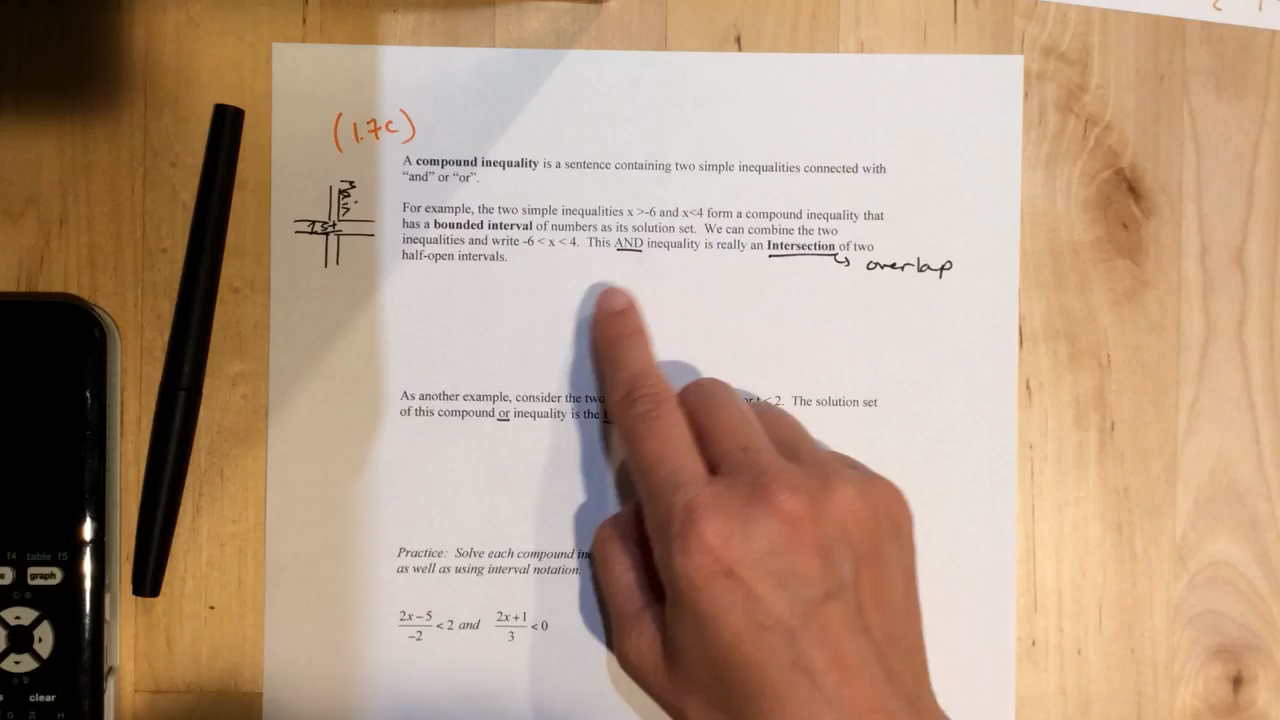 (1.7C)
A compound inequality is a sentence containing two simple inequalities connected with
"and" or "or".
Main
1st
For example, the two simple inequalities x >-6 and x<4 form a compound inequality that
has a bounded interval of numbers as its solution set. We can combine the two
inequalities and write -6 < x < 4. This AND inequality is really an Intersection of two
half-open intervals.
overlap
As another example, consider the two < 2. The solution set
of this compound or inequality is the
Practice: Solve each compound
as well as using interval notation.
2x-5 / -2 < 2 and 2x+1 / 3 < 0
f4 table f5
graph
clear